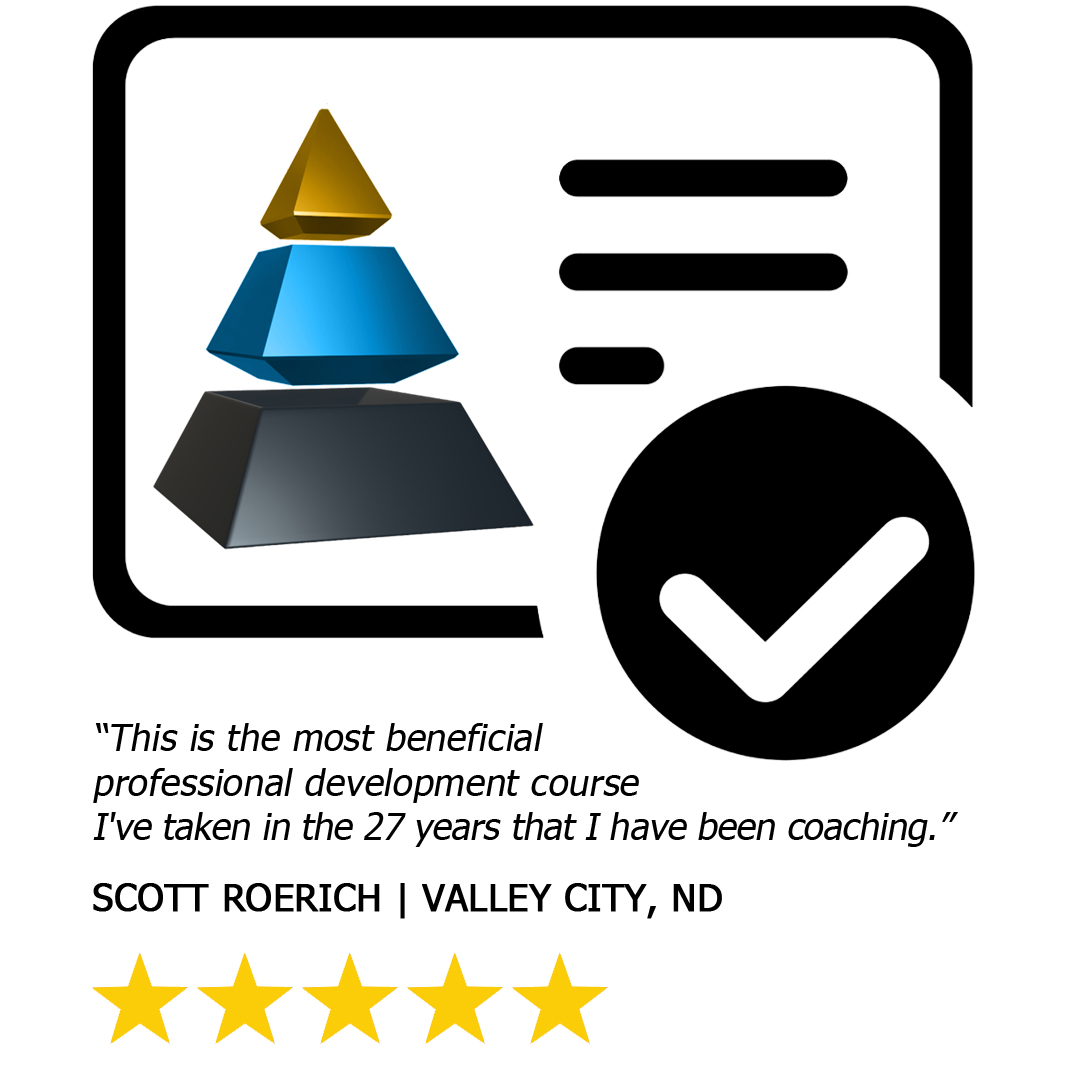 “This is the most beneficial
professional development course
I've taken in the 27 years that I have been coaching.”
SCOTT ROERICH | VALLEY CITY, ND